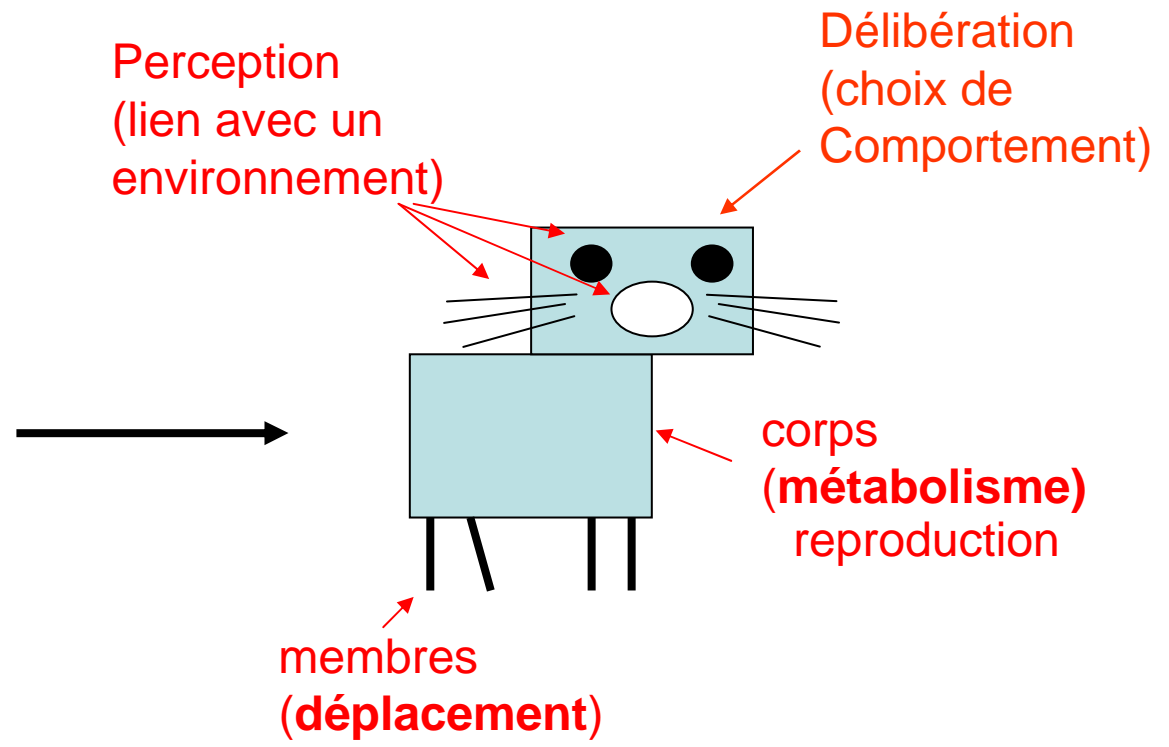 Perception
(lien avec un
environnement)
Délibération
(choix de
Comportement)
corps
(métabolisme)
reproduction
membres
(déplacement)